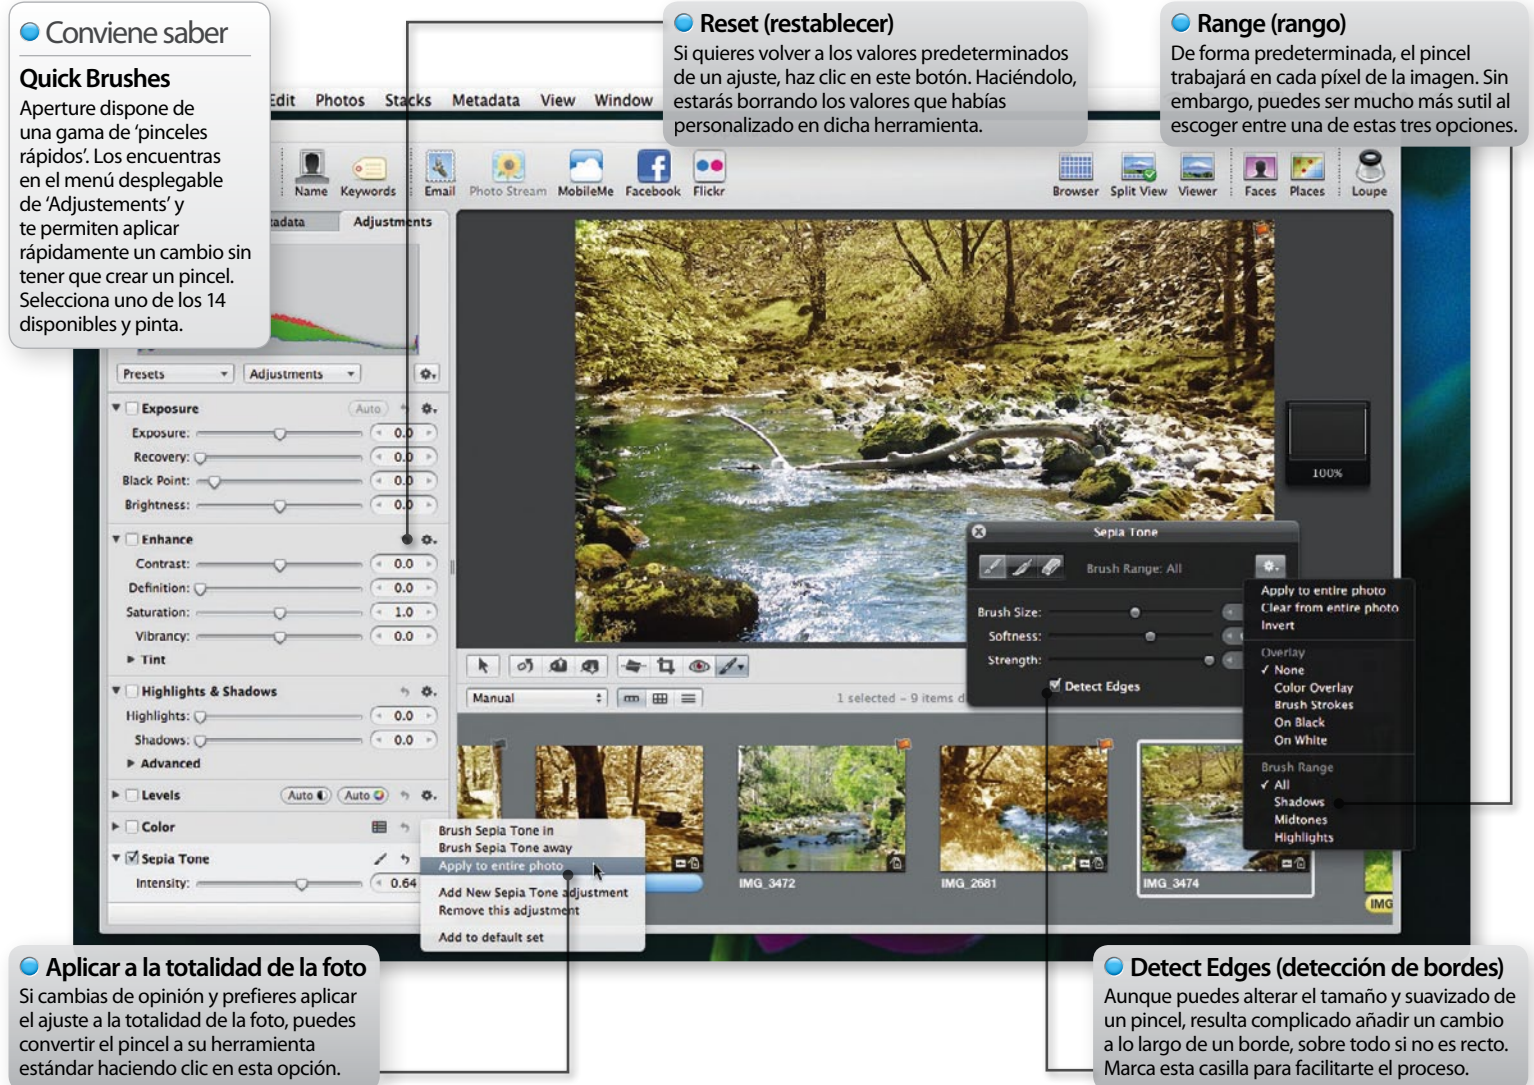 Conviene saber
Quick Brushes
Aperture dispone de
una gama de ‘pinceles
rápidos’. Los encuentras
en el menú desplegable
de ‘Adjustements’ y
te permiten aplicar
rápidamente un cambio sin
tener que crear un pincel.
Selecciona uno de los 14
disponibles y pinta.
Reset (restablecer)
Si quieres volver a los valores predeterminados
de un ajuste, haz clic en este botón. Haciéndolo,
estarás borrando los valores que habías
personalizado en dicha herramienta.
Range (rango)
De forma predeterminada, el pincel
trabajará en cada píxel de la imagen. Sin
embargo, puedes ser mucho más sutil al
escoger entre una de estas tres opciones.
Edit Photos Stacks Metadata View Window
Name Keywords Email Photo Stream MobileMe Facebook Flickr
Browser Split View Viewer Faces Places Loupe
Adjustments
Presets Adjustments
Exposure Auto
Exposure: 0.0
Recovery: 0.0
Black Point: 0.0
Brightness: 0.0
Enhance
Contrast: 0.0
Definition: 0.0
Saturation: 1.0
Vibrancy: 0.0
Tint
Highlights & Shadows
Highlights: 0.0
Shadows: 0.0
Advanced
Levels Auto Auto
Color
Sepia Tone
Intensity: 0.64
Brush Sepia Tone in
Brush Sepia Tone away
Apply to entire photo
Add New Sepia Tone adjustment
Remove this adjustment
Add to default set
100%
Manual
1 selected – 9 items
IMG_3472
IMG_2681
IMG_3474
IMG
Sepia Tone
Brush Range: All
Brush Size:
Softness:
Strength:
Detect Edges
Apply to entire photo
Clear from entire photo
Invert
Overlay
✓ None
Color Overlay
Brush Strokes
On Black
On White
Brush Range
✓ All
Shadows
Midtones
Highlights
Aplicar a la totalidad de la foto
Si cambias de opinión y prefieres aplicar
el ajuste a la totalidad de la foto, puedes
convertir el pincel a su herramienta
estándar haciendo clic en esta opción.
Detect Edges (detección de bordes)
Aunque puedes alterar el tamaño y suavizado de
un pincel, resulta complicado añadir un cambio
a lo largo de un borde, sobre todo si no es recto.
Marca esta casilla para facilitarte el proceso.